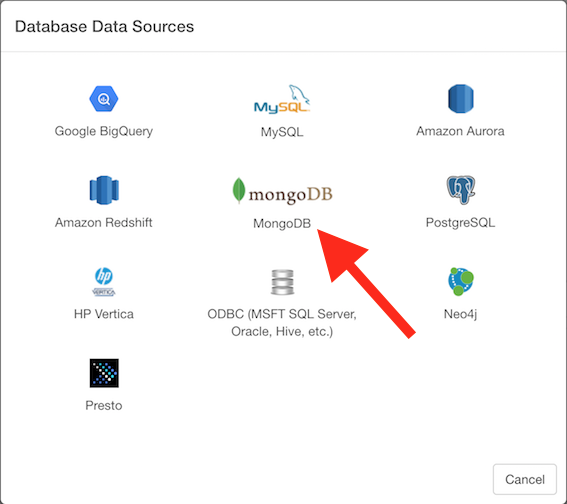 Database Data Sources
Google BigQuery
MySQL
MySQL
Amazon Aurora
Amazon Redshift
mongoDB
MongoDB
PostgreSQL
hp
VERTICA
HP Vertica
ODBC (MSFT SQL Server,
Oracle, Hive, etc.)
Neo4j
Presto
Cancel